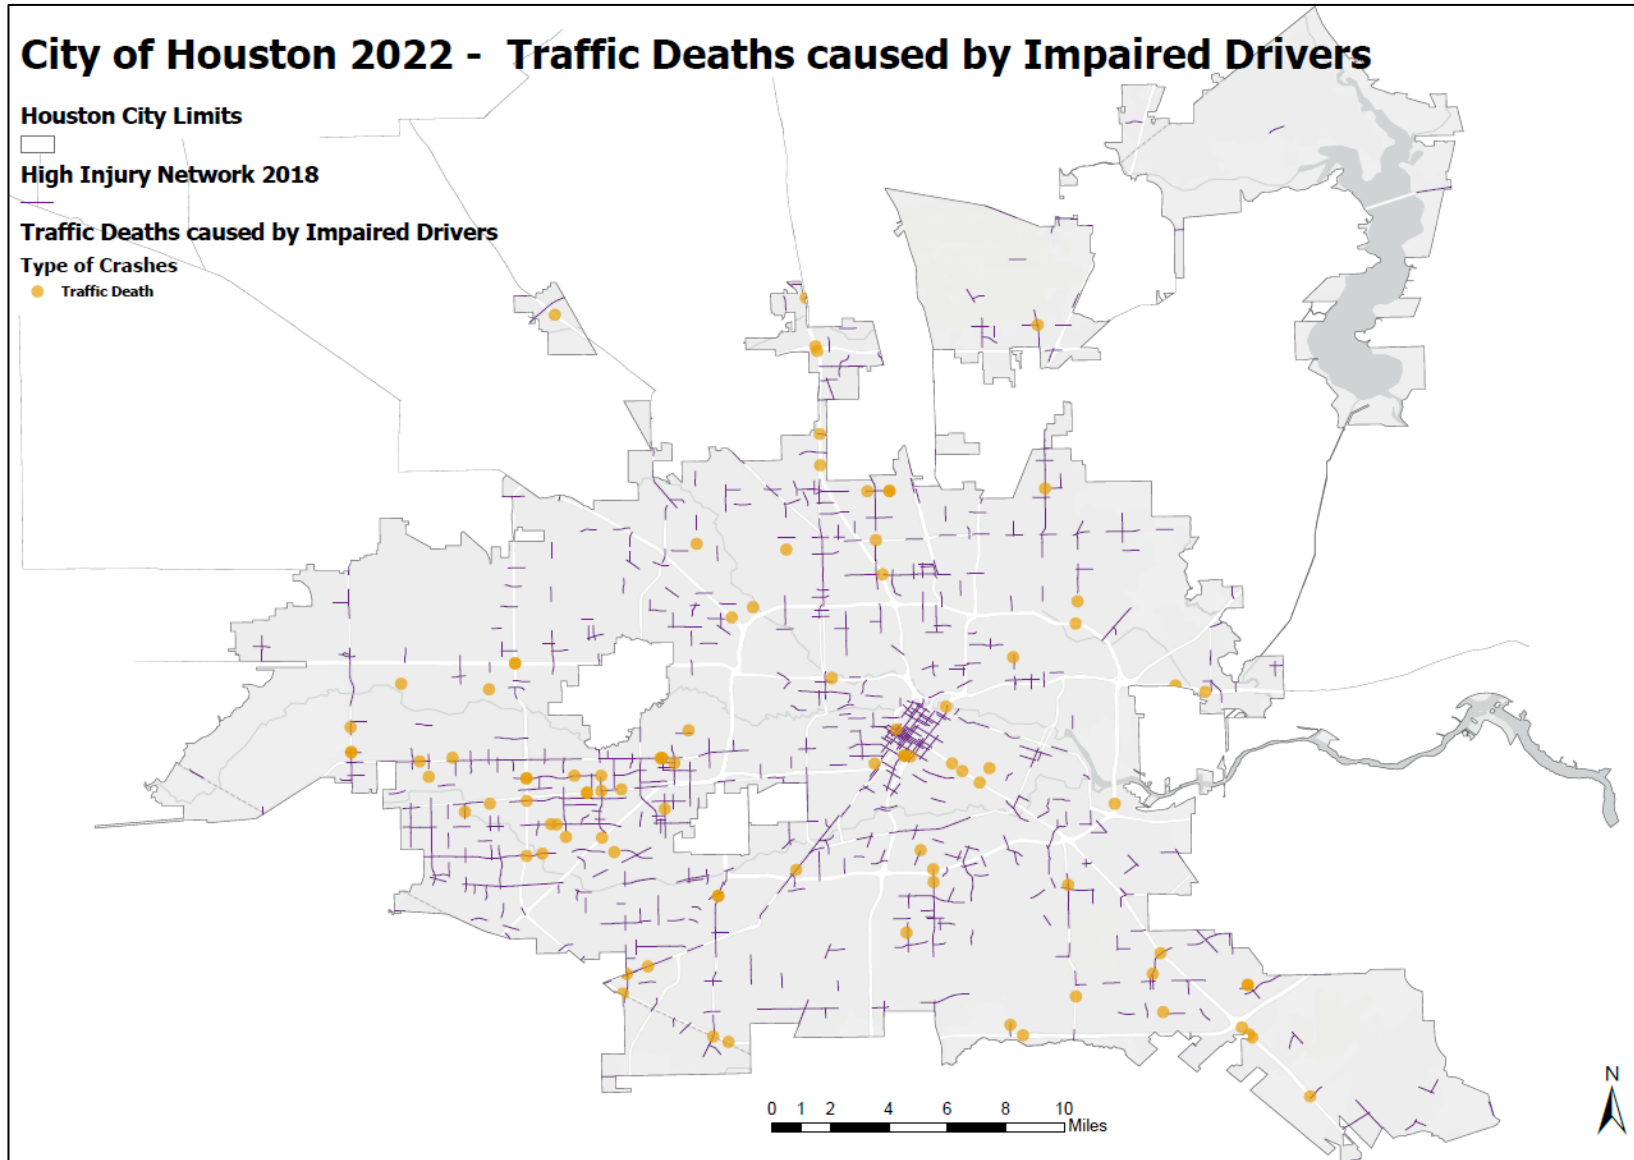 City of Houston 2022 - Traffic Deaths caused by Impaired Drivers
Houston City Limits
High Injury Network 2018
Traffic Deaths caused by Impaired Drivers
Type of Crashes
Traffic Death
N
0 1 2 4 6 8 10
Miles